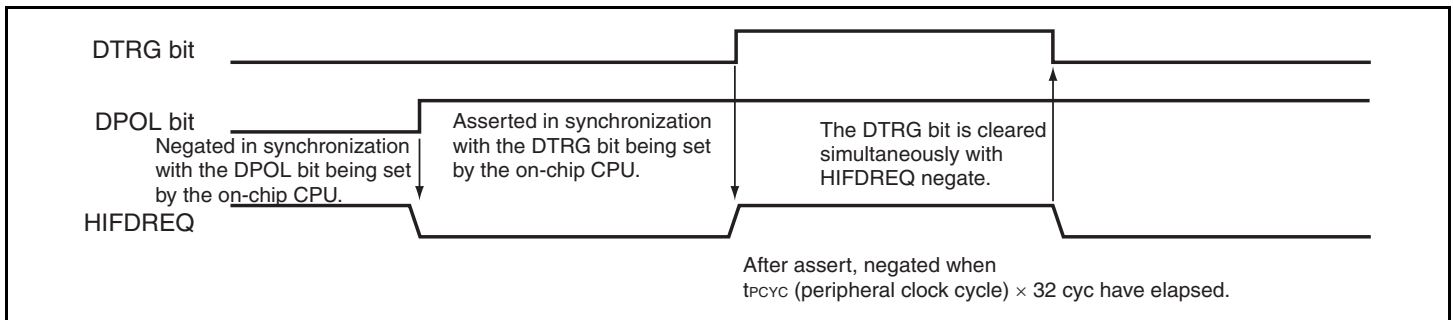 DTRG bit
DPOL bit
Negated in synchronization
with the DPOL bit being set
by the on-chip CPU.
Asserted in synchronization
with the DTRG bit being set
by the on-chip CPU.
The DTRG bit is cleared
simultaneously with
HIFDREQ negate.
HIFDREQ
After assert, negated when
tPCYC (peripheral clock cycle) × 32 cyc have elapsed.